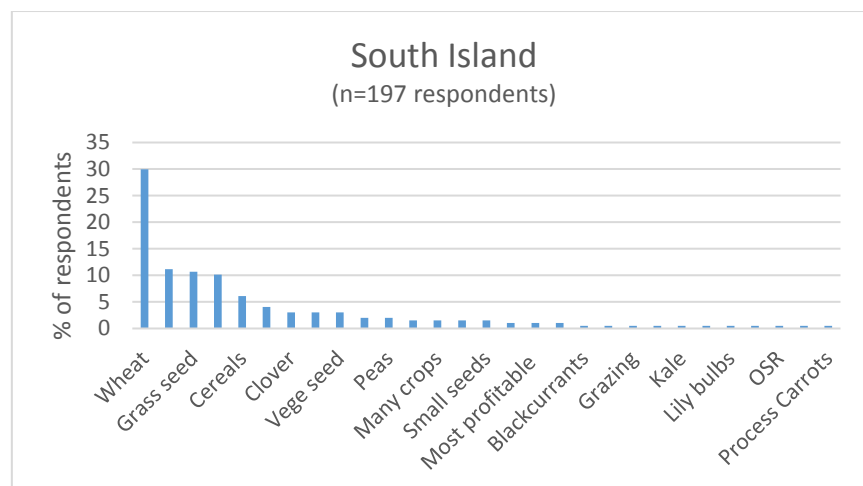 South Island
(n=197 respondents)
% of respondents
35
30
25
20
15
10
5
0
Wheat
Grass seed
Cereals
Clover
Vege seed
Peas
Many crops
Small seeds
Most profitable
Blackcurrants
Grazing
Kale
Lily bulbs
OSR
Process Carrots